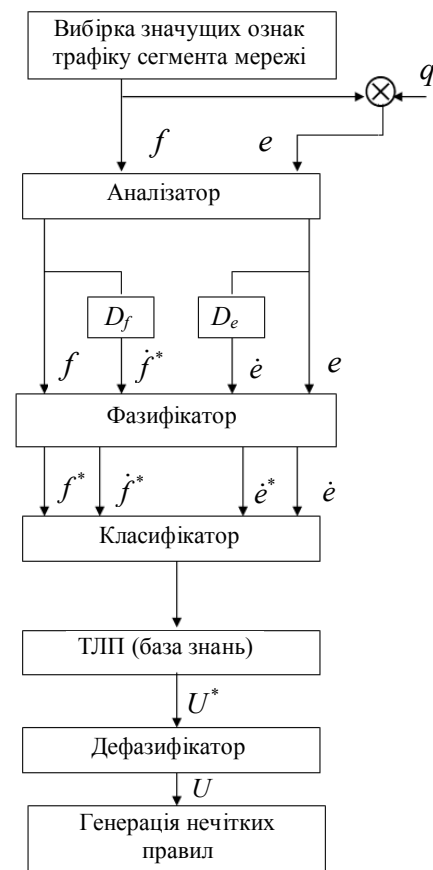 Вибірка значущих ознак
трафіку сегмента мережі
q
f e
Аналізатор
D_f D_e
f ḟ* ė e
Фазифікатор
f* ḟ* ė* ė
Класифікатор
ТЛП (база знань)
U*
Дефазифікатор
U
Генерація нечітких
правил